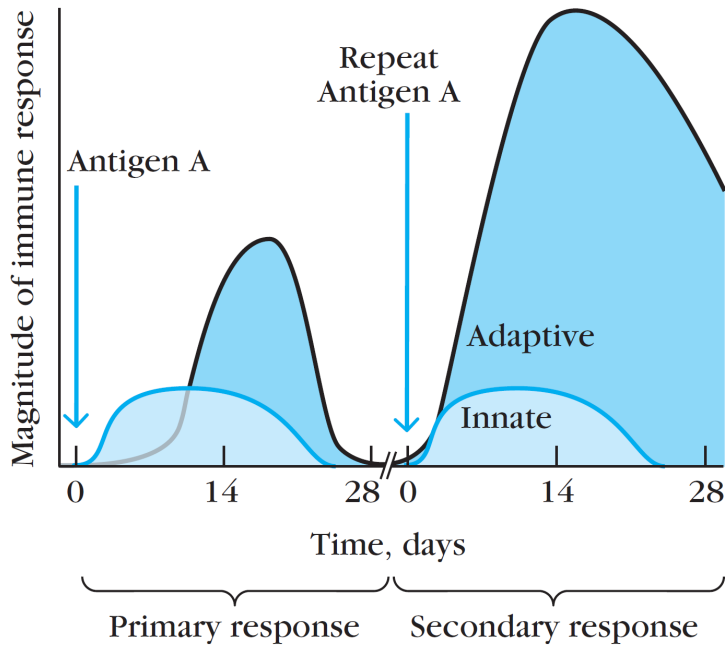 Magnitude of immune response
Antigen A
Repeat
Antigen A
Adaptive
Innate
0 14 28 0 14 28
Time, days
Primary response Secondary response